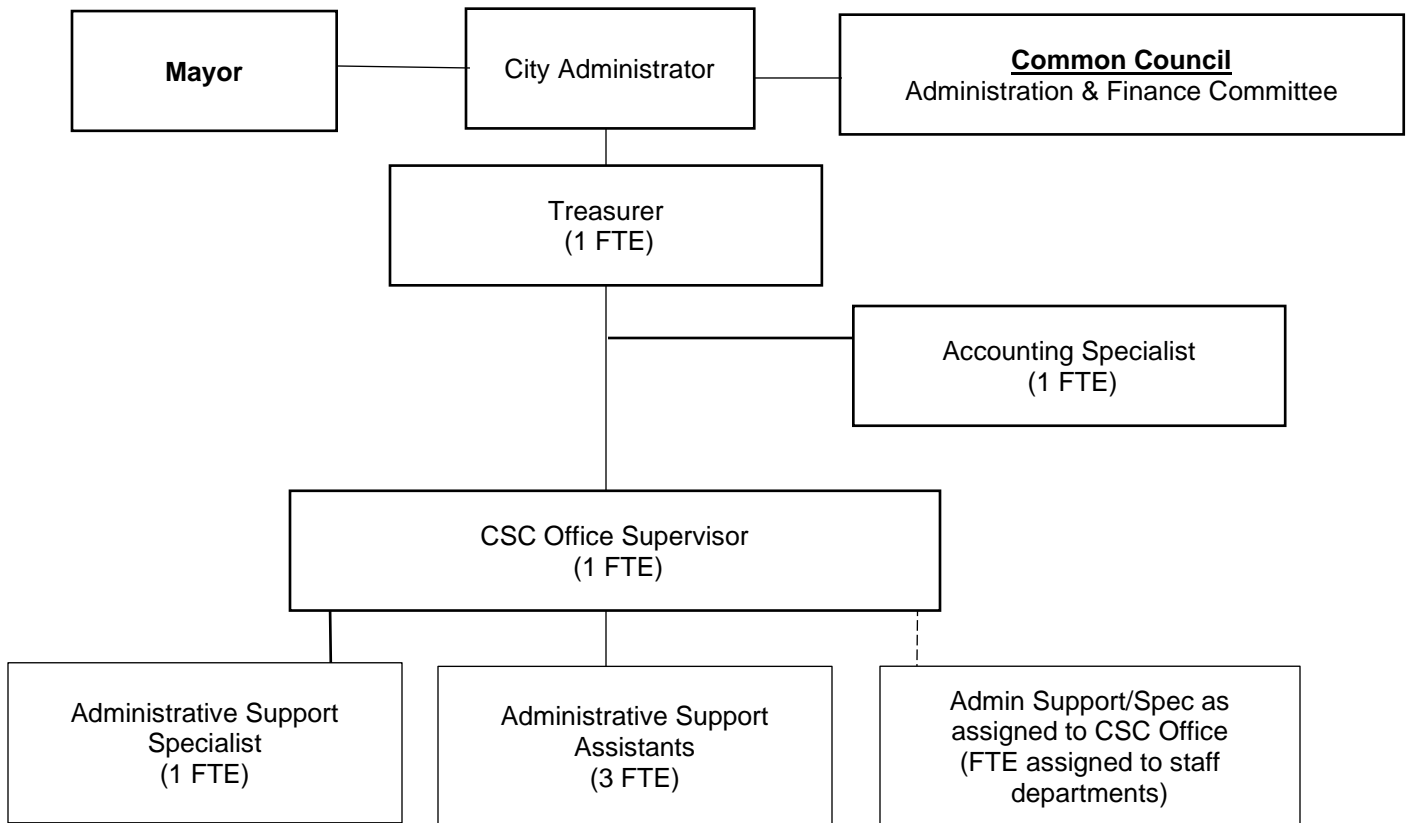 Mayor
City Administrator
Common Council
Administration & Finance Committee
Treasurer
(1 FTE)
Accounting Specialist
(1 FTE)
CSC Office Supervisor
(1 FTE)
Administrative Support
Specialist
(1 FTE)
Administrative Support
Assistants
(3 FTE)
Admin Support/Spec as
assigned to CSC Office
(FTE assigned to staff
departments)